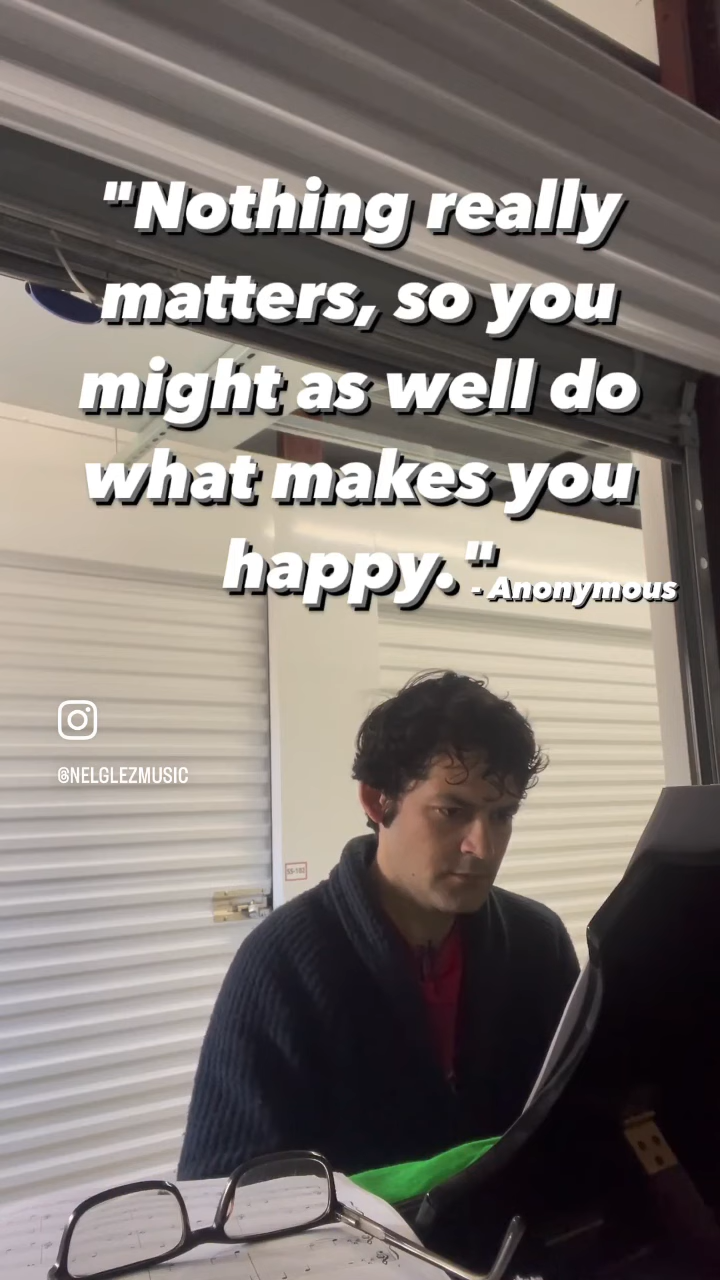 "Nothing really
matters, so you
might as well do
what makes you
happy."
- Anonymous
@NELGLEZMUSIC